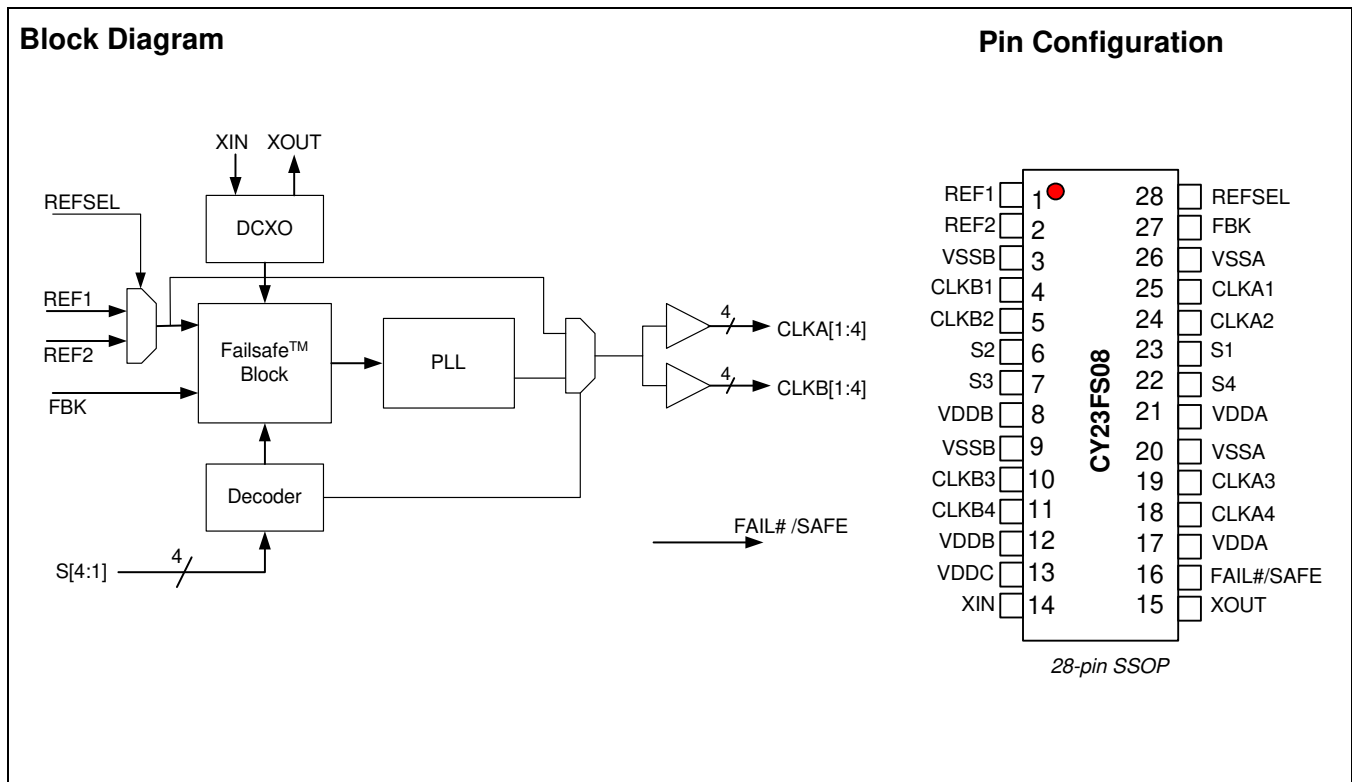 Block Diagram
Pin Configuration
XIN XOUT
REFSEL
DCXO
REF1
REF2
Failsafe™
Block
PLL
4
CLKA[1:4]
4
CLKB[1:4]
FBK
Decoder
FAIL# /SAFE
S[4:1]
4
REF1 1 28 REFSEL
REF2 2 27 FBK
VSSB 3 26 VSSA
CLKB1 4 25 CLKA1
CLKB2 5 24 CLKA2
S2 6 23 S1
S3 7 22 S4
VDDB 8 21 VDDA
VSSB 9 20 VSSA
CLKB3 10 19 CLKA3
CLKB4 11 18 CLKA4
VDDB 12 17 VDDA
VDDC 13 16 FAIL#/SAFE
XIN 14 15 XOUT
CY23FS08
28-pin SSOP